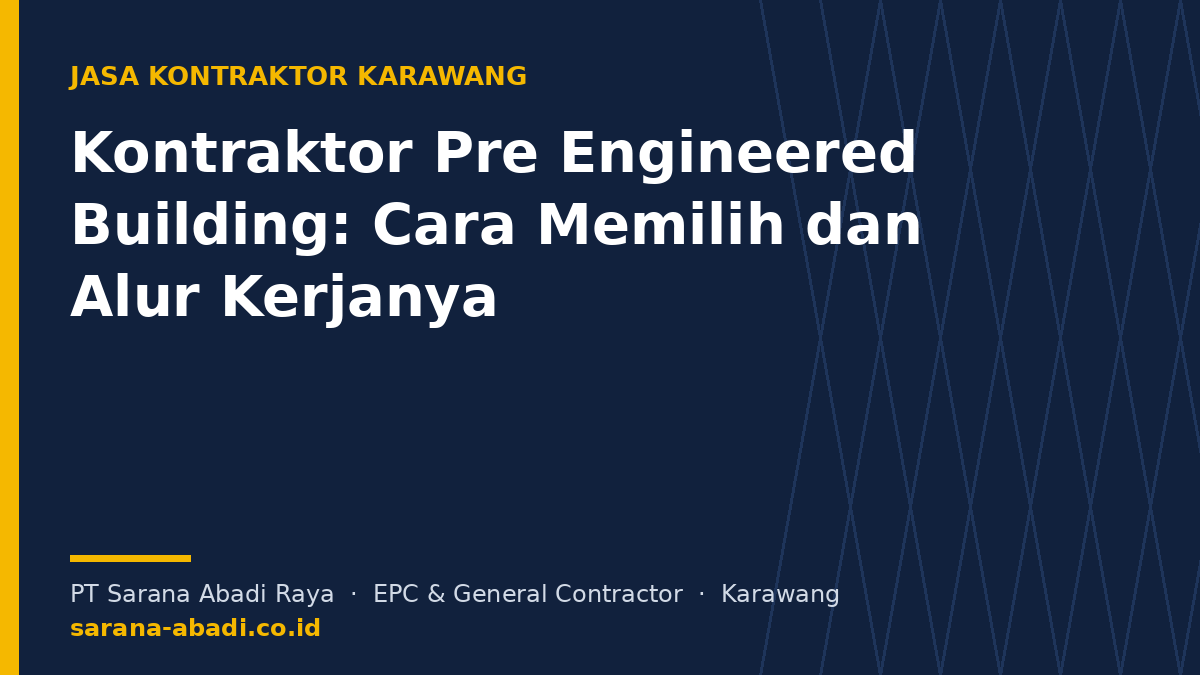 JASA KONTRAKTOR KARAWANG
Kontraktor Pre Engineered
Building: Cara Memilih dan
Alur Kerjanya
PT Sarana Abadi Raya · EPC & General Contractor · Karawang
sarana-abadi.co.id